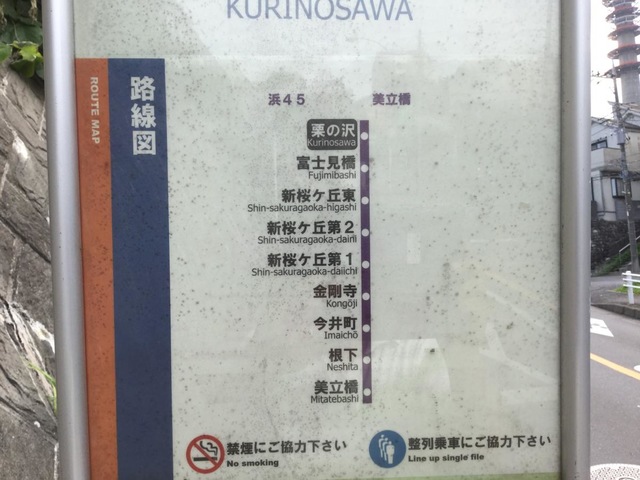 KURINOSAWA
ROUTE MAP
路線図
浜45 美立橋
栗の沢
Kurinosawa
富士見橋
Fujimibashi
新桜ケ丘東
Shin-sakuragaoka-higashi
新桜ケ丘第2
Shin-sakuragaoka-daini
新桜ケ丘第1
Shin-sakuragaoka-daiichi
金剛寺
Kongōji
今井町
Imaichō
根下
Neshita
美立橋
Mitatebashi
禁煙にご協力下さい
No smoking
整列乗車にご協力下さい
Line up single file